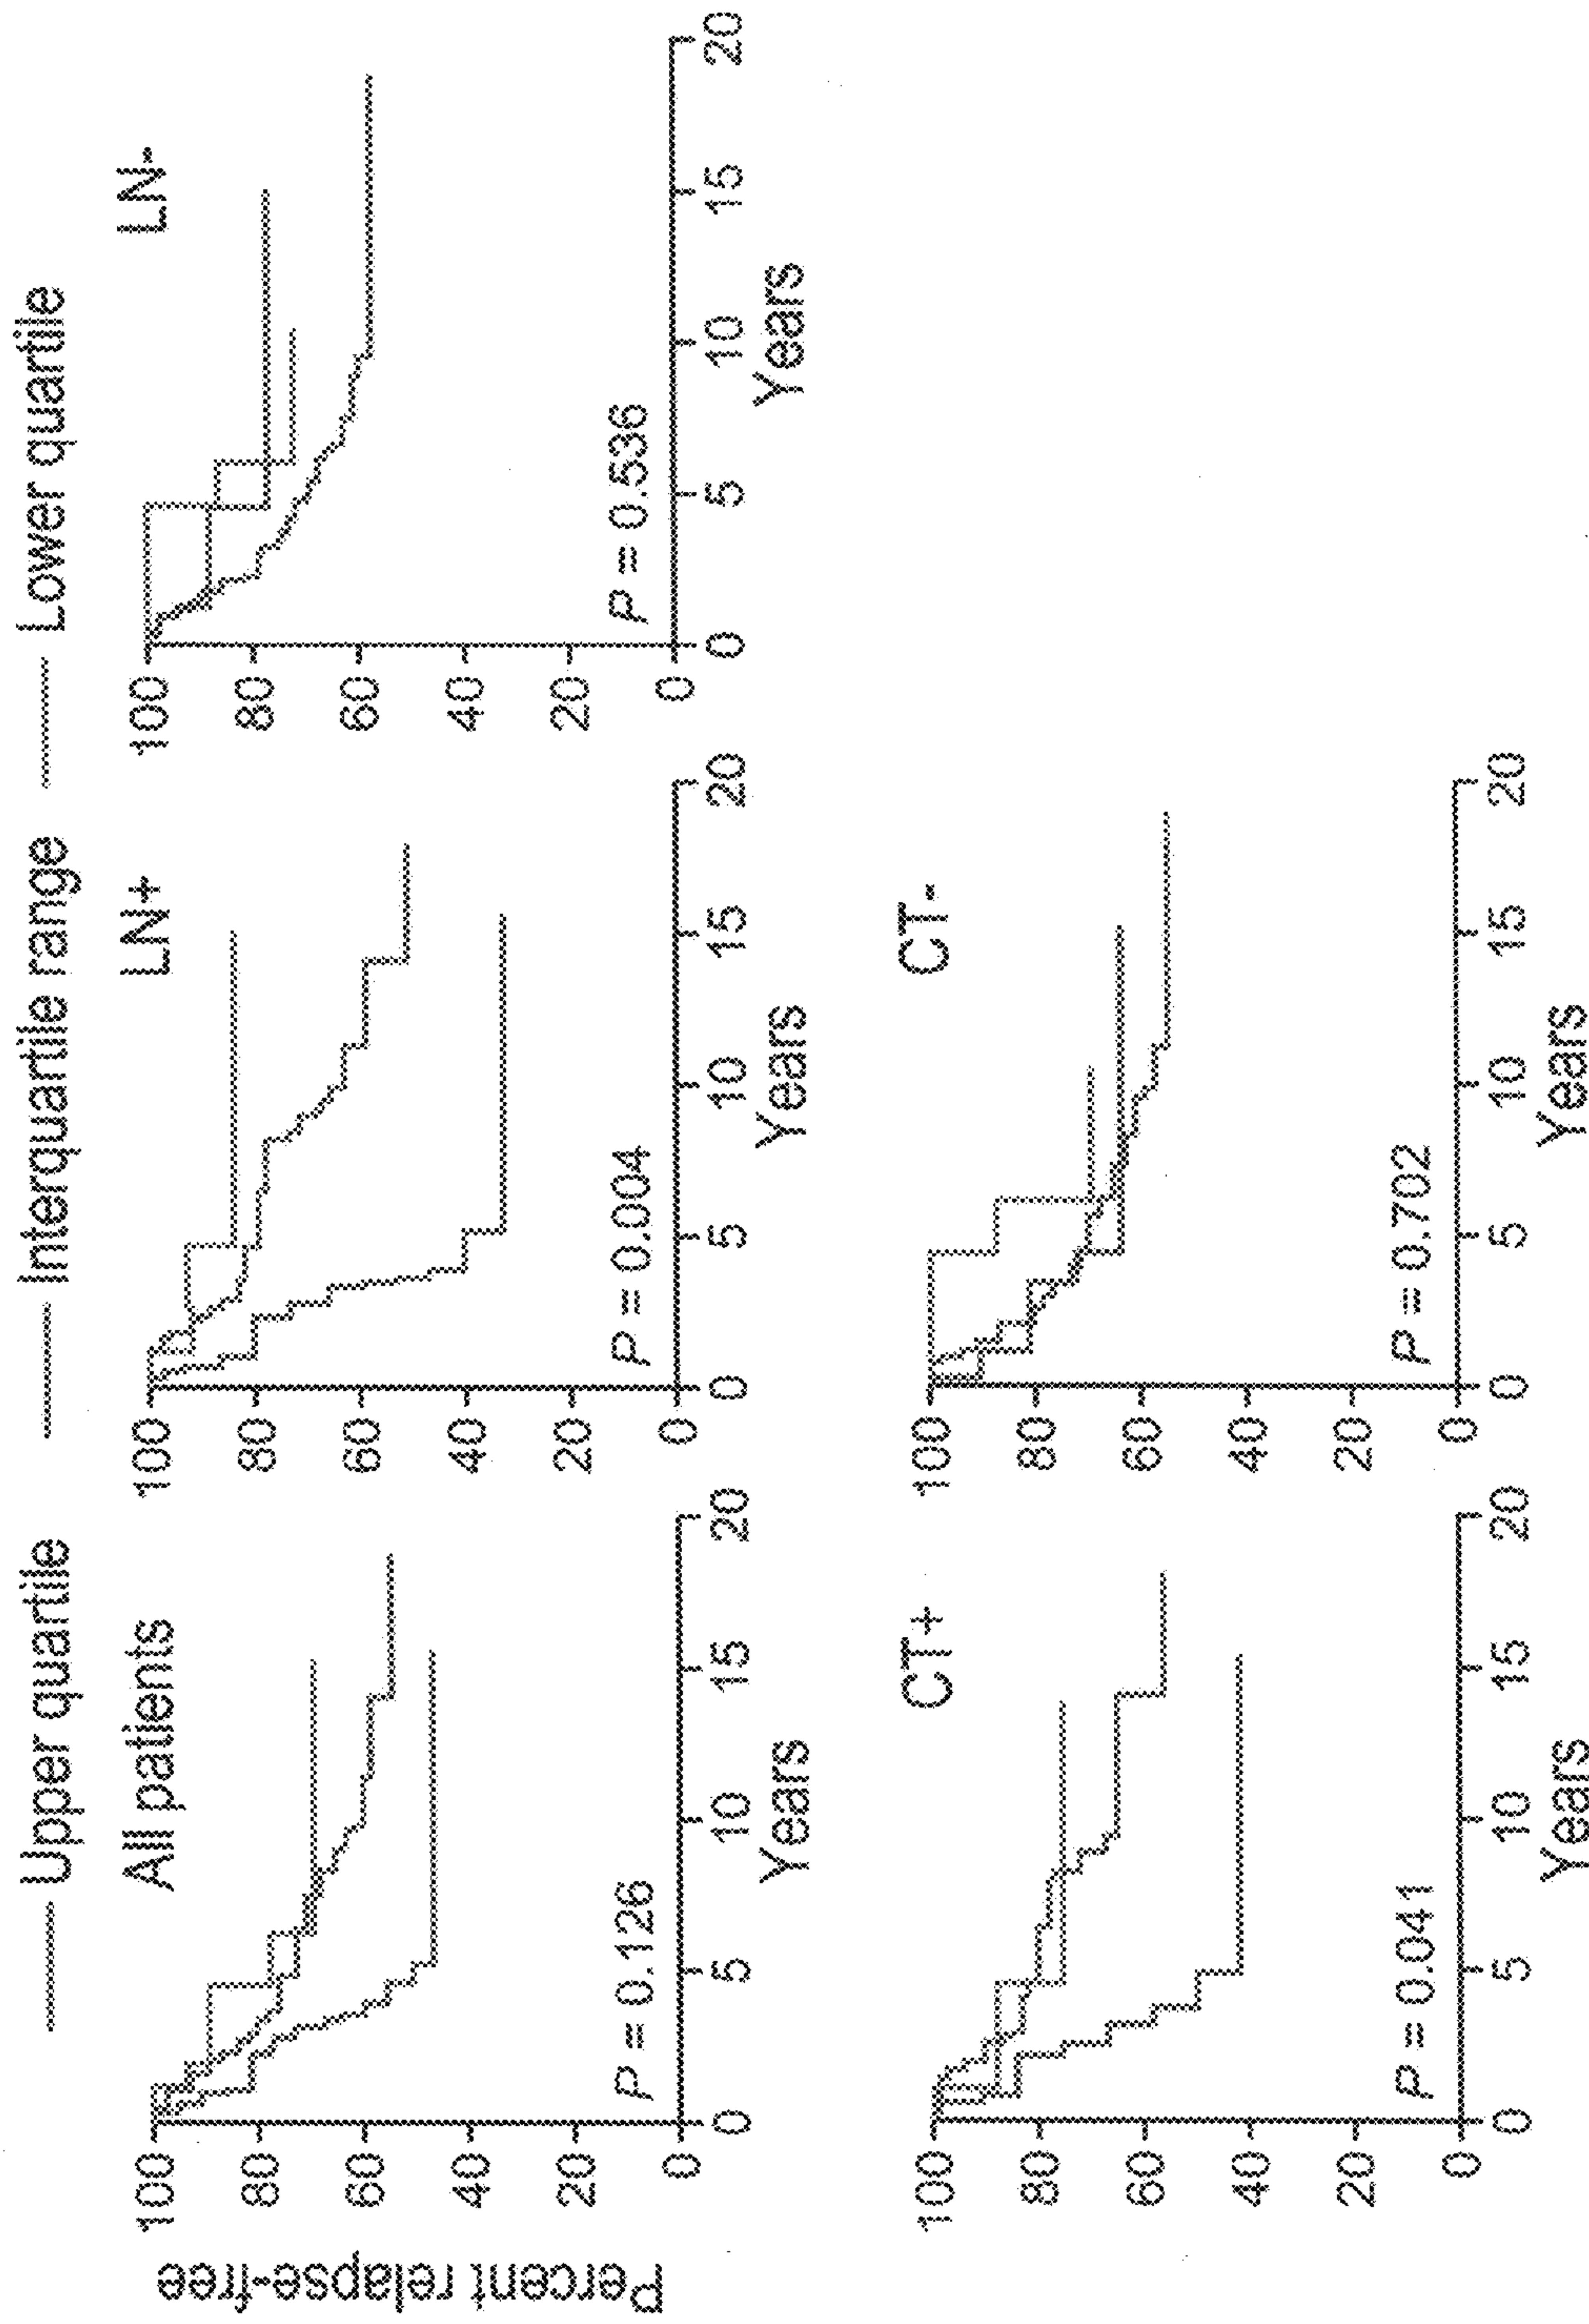 Upper quartile Interquartile range Lower quartile
All patients
100
80
60
40
20
0
0 5 10 15 20
P = 0.126
Years
Percent relapse-free
LN+
100
80
60
40
20
0
0 5 10 15 20
P = 0.004
Years
LN-
100
80
60
40
20
0
0 5 10 15 20
P = 0.536
Years
CT+
100
80
60
40
20
0
0 5 10 15 20
P = 0.041
Years
CT-
100
80
60
40
20
0
0 5 10 15 20
P = 0.702
Years